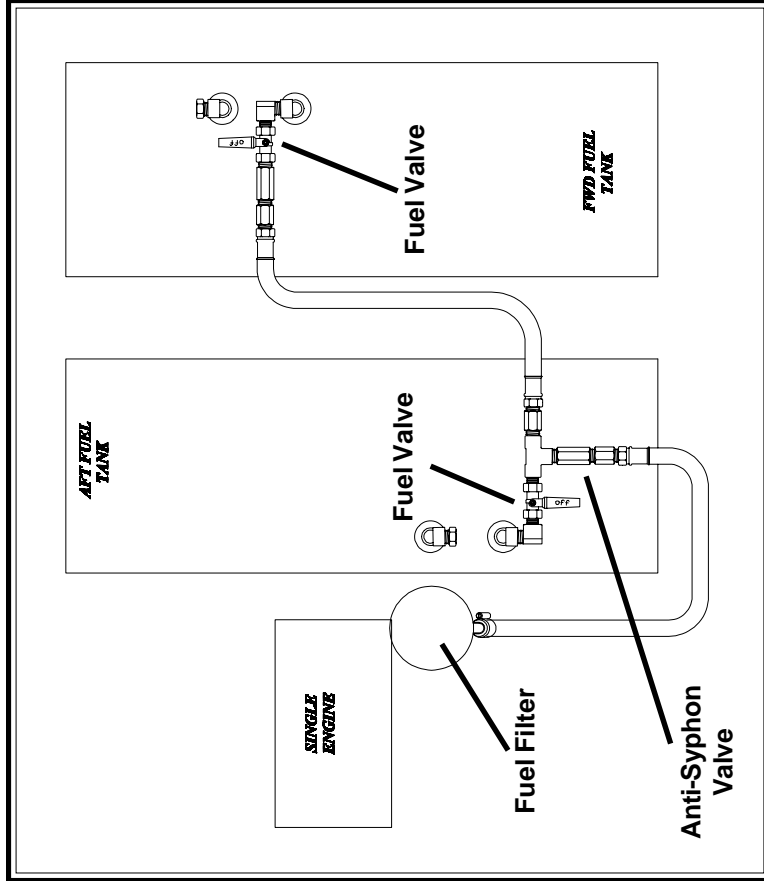 AFT FUEL
TANK
FWD FUEL
TANK
Fuel Valve
OFF
Fuel Valve
OFF
SINGLE
ENGINE
Fuel Filter
Anti-Syphon
Valve